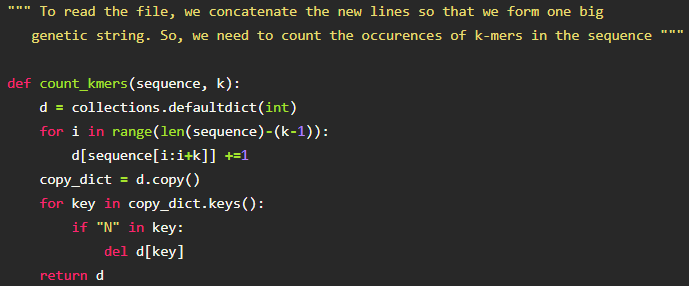 """ To read the file, we concatenate the new lines so that we form one big
   genetic string. So, we need to count the occurences of k-mers in the sequence """
def count_kmers(sequence, k):
    d = collections.defaultdict(int)
    for i in range(len(sequence)-(k-1)):
        d[sequence[i:i+k]] +=1
    copy_dict = d.copy()
    for key in copy_dict.keys():
        if "N" in key:
            del d[key]
    return d